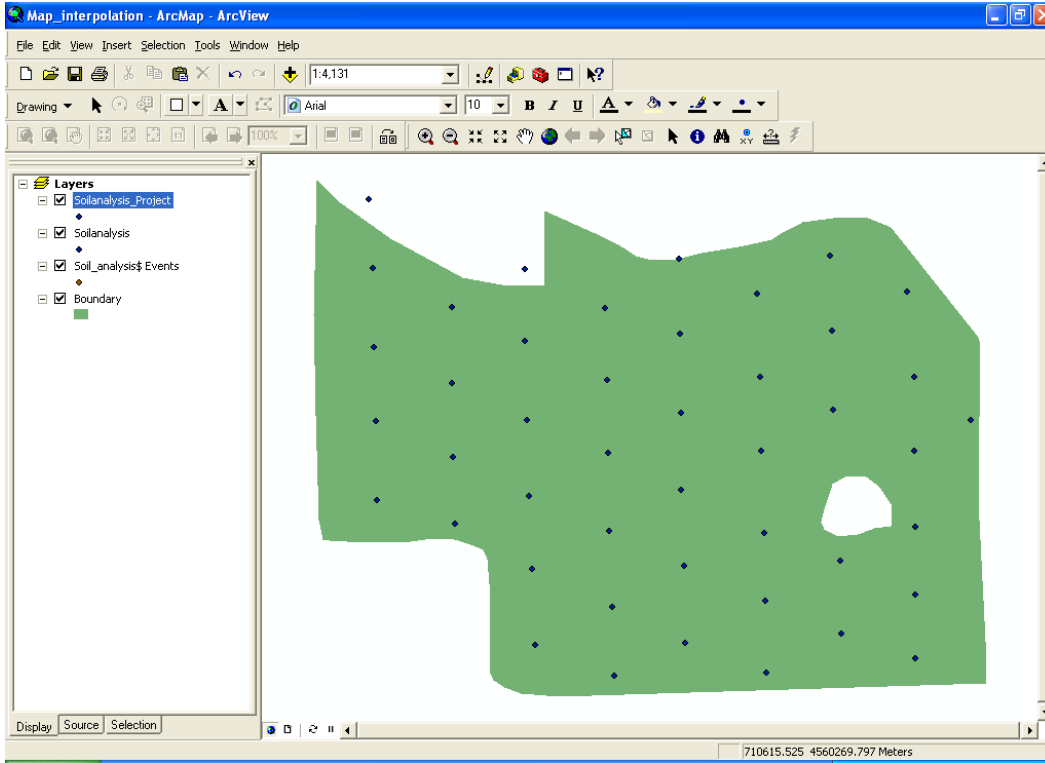 Map_interpolation - ArcMap - ArcView
File Edit View Insert Selection Tools Window Help
1:4,131
Drawing Arial 10 B I U A
100%
Layers
Soilanalysis_Project
Soilanalysis
Soil_analysis$ Events
Boundary
Display Source Selection
710615.525 4560269.797 Meters